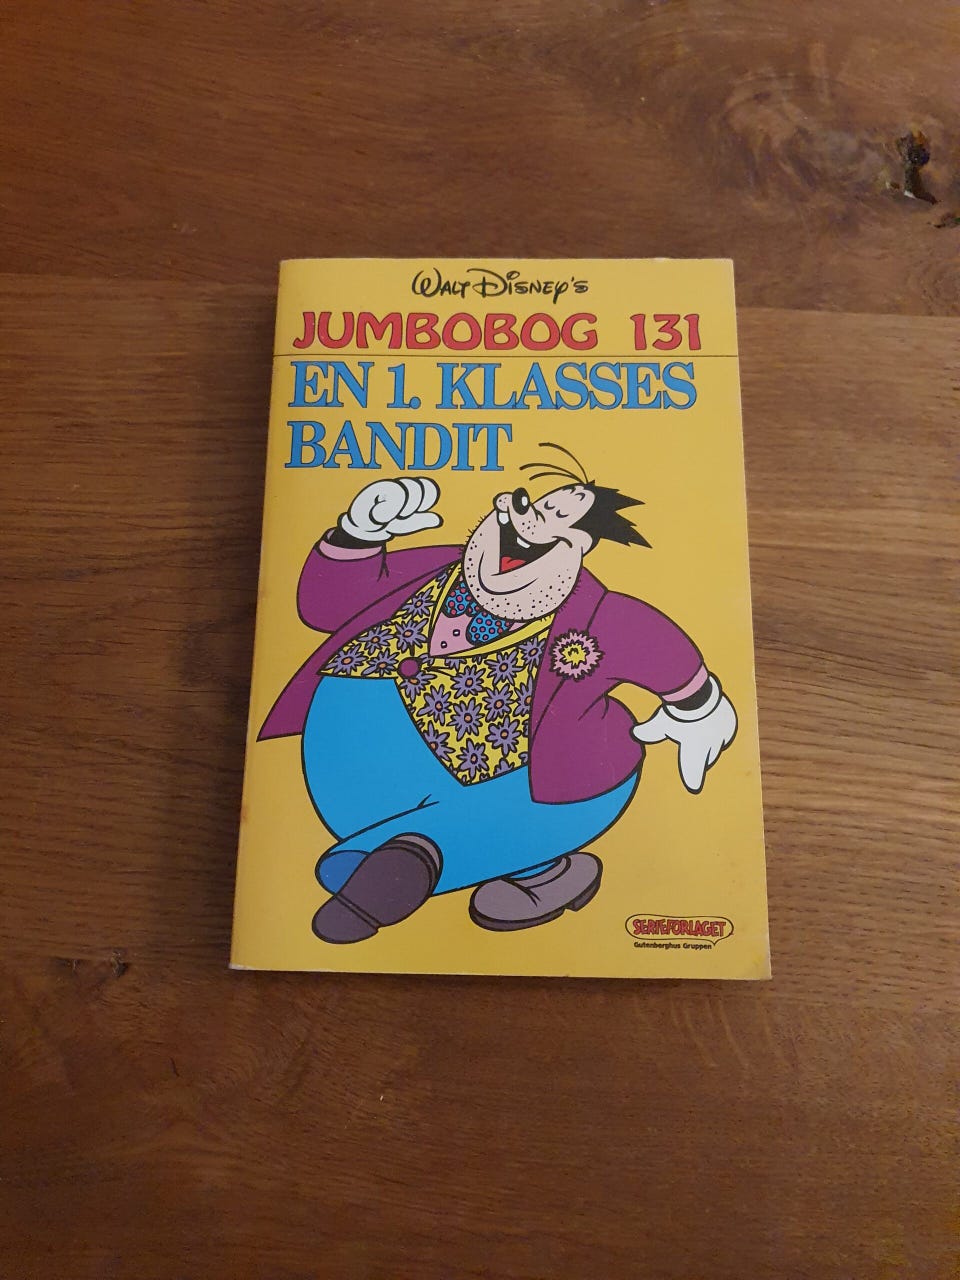 WALT DISNEY'S
JUMBOBOG 131
EN 1. KLASSES
BANDIT
SERIEFORLAGET
Gutenberghus Gruppen